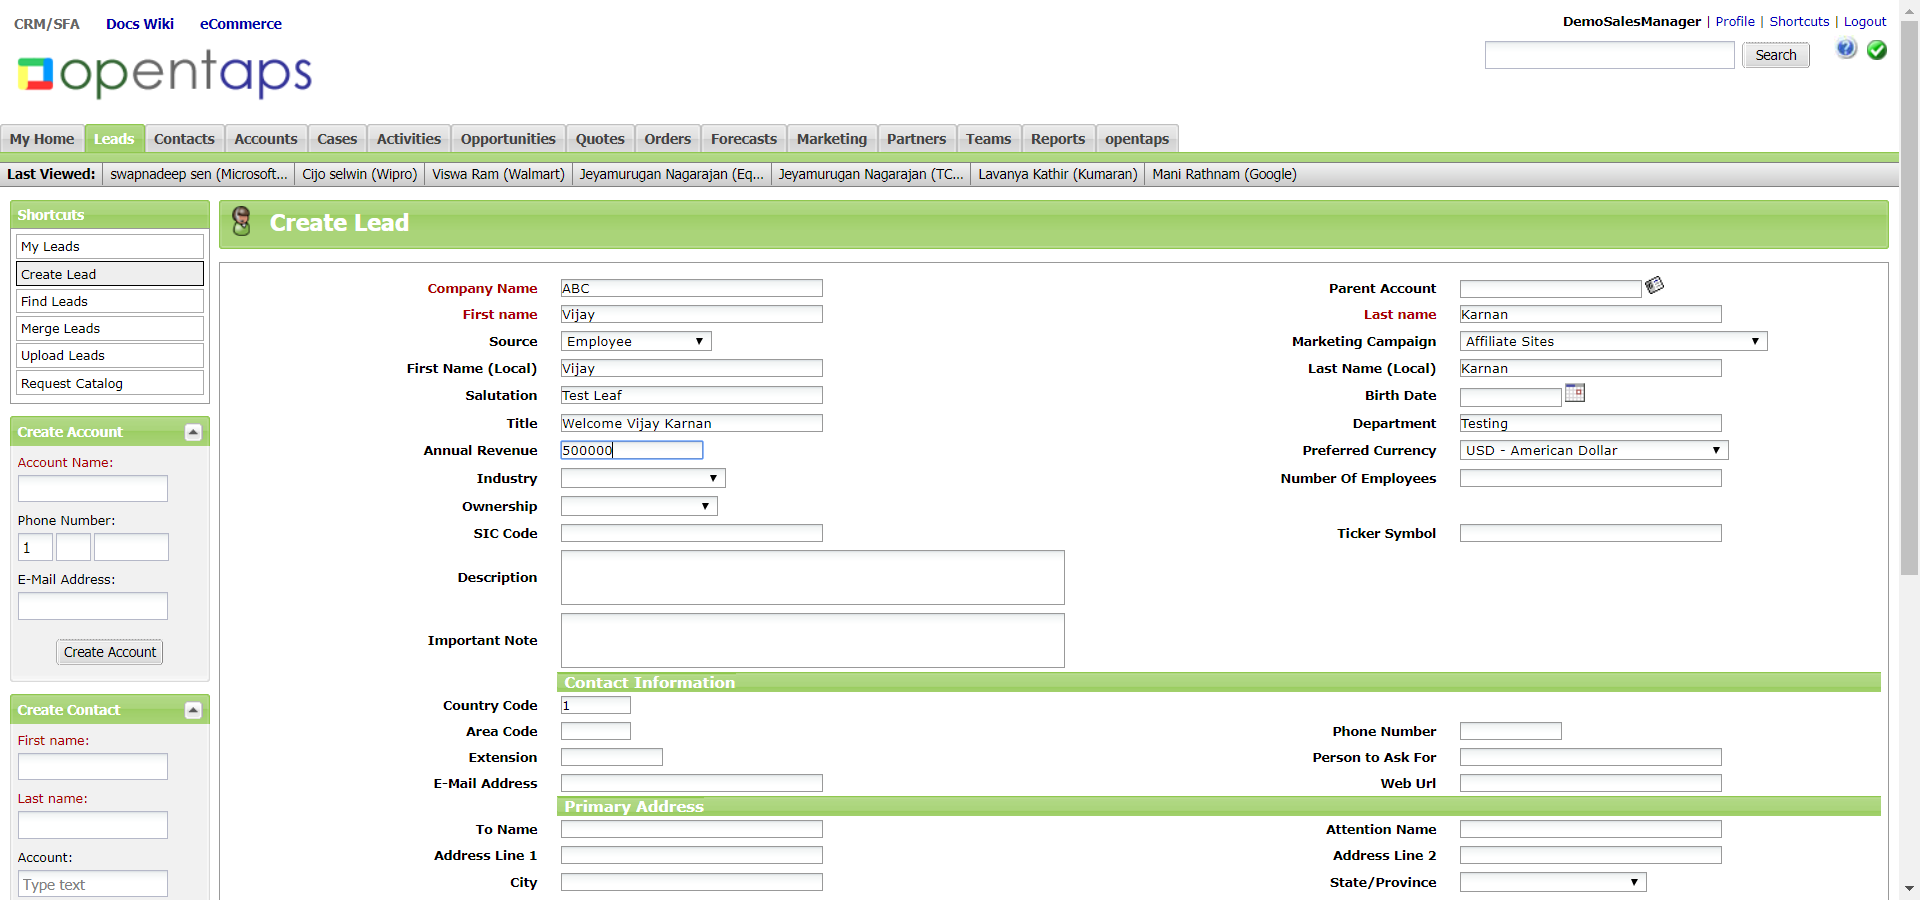 CRM/SFA Docs Wiki eCommerce
DemoSalesManager | Profile | Shortcuts | Logout
opentaps
Search
My Home Leads Contacts Accounts Cases Activities Opportunities Quotes Orders Forecasts Marketing Partners Teams Reports opentaps
Last Viewed: swapnadeep sen (Microsoft... Cijo selwin (Wipro) Viswa Ram (Walmart) Jeyamurugan Nagarajan (Eq... Jeyamurugan Nagarajan (TC... Lavanya Kathir (Kumaran) Mani Rathnam (Google)
Shortcuts
My Leads
Create Lead
Find Leads
Merge Leads
Upload Leads
Request Catalog
Create Account
Account Name:
Phone Number:
1
E-Mail Address:
Create Account
Create Contact
First name:
Last name:
Account:
Type text
Create Lead
Company Name ABC Parent Account
First name Vijay Last name Karnan
Source Employee Marketing Campaign Affiliate Sites
First Name (Local) Vijay Last Name (Local) Karnan
Salutation Test Leaf Birth Date
Title Welcome Vijay Karnan Department Testing
Annual Revenue 500000 Preferred Currency USD - American Dollar
Industry Number Of Employees
Ownership
SIC Code Ticker Symbol
Description
Important Note
Contact Information
Country Code 1
Area Code Phone Number
Extension Person to Ask For
E-Mail Address Web Url
Primary Address
To Name Attention Name
Address Line 1 Address Line 2
City State/Province